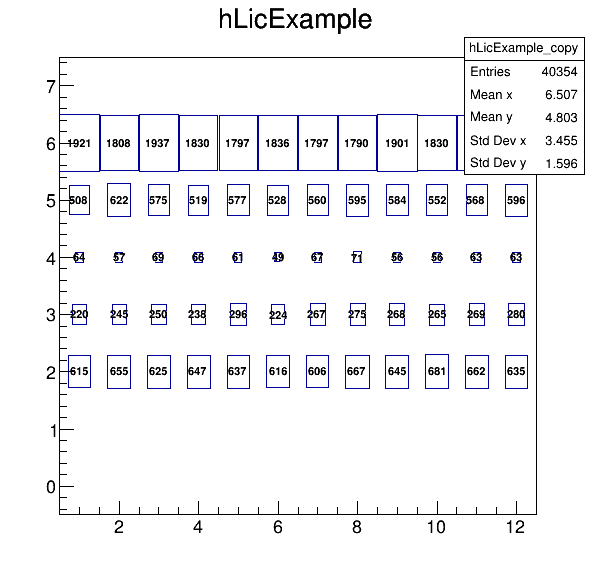 hLicExample
hLicExample_copy
Entries 40354
Mean x 6.507
Mean y 4.803
Std Dev x 3.455
Std Dev y 1.596
7
6 1921 1808 1937 1830 1797 1836 1797 1790 1901 1830
5 508 622 575 519 577 528 560 595 584 552 568 596
4 64 57 69 66 61 49 67 71 56 56 63 63
3 220 245 250 238 296 224 267 275 268 265 269 280
2 615 655 625 647 637 616 606 667 645 681 662 635
1
0
2 4 6 8 10 12